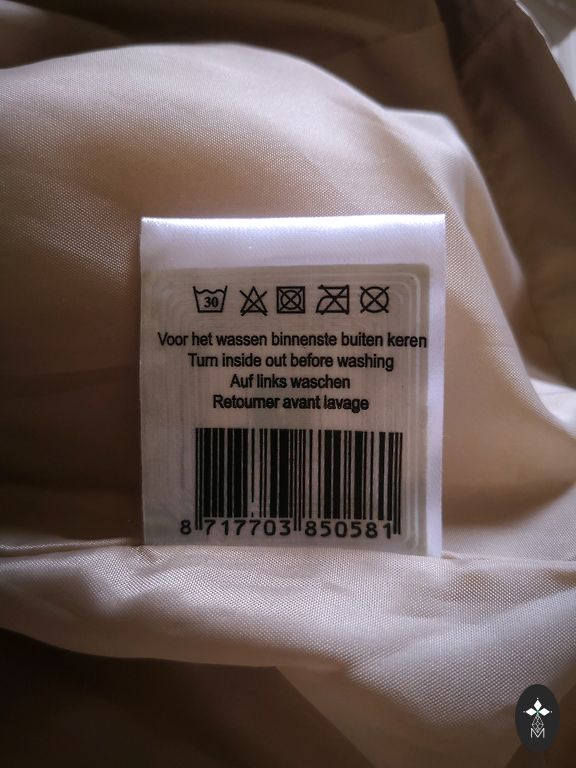 30
Voor het wassen binnenste buiten keren
Turn inside out before washing
Auf links waschen
Retourner avant lavage
8 717703 850581
M